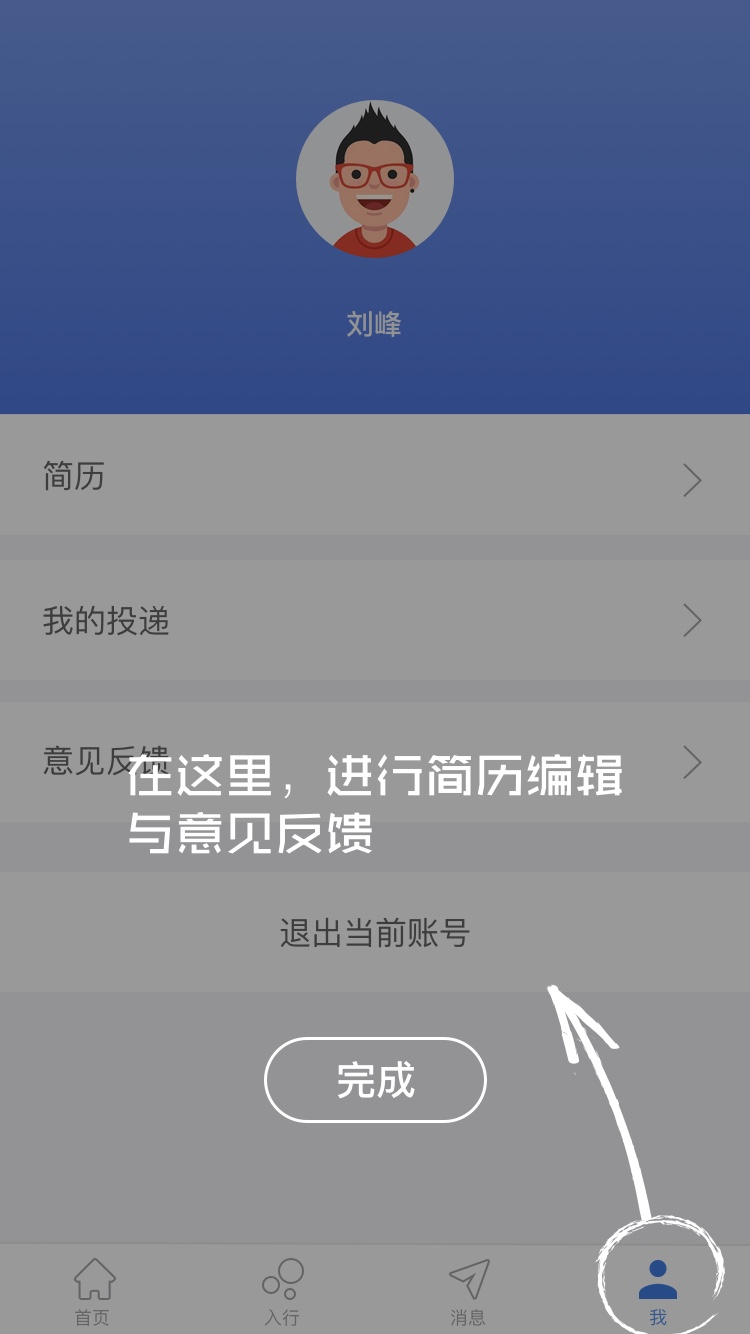 刘峰
简历
我的投递
意见反馈
在这里，进行简历编辑
与意见反馈
退出当前账号
完成
首页
入行
消息
我